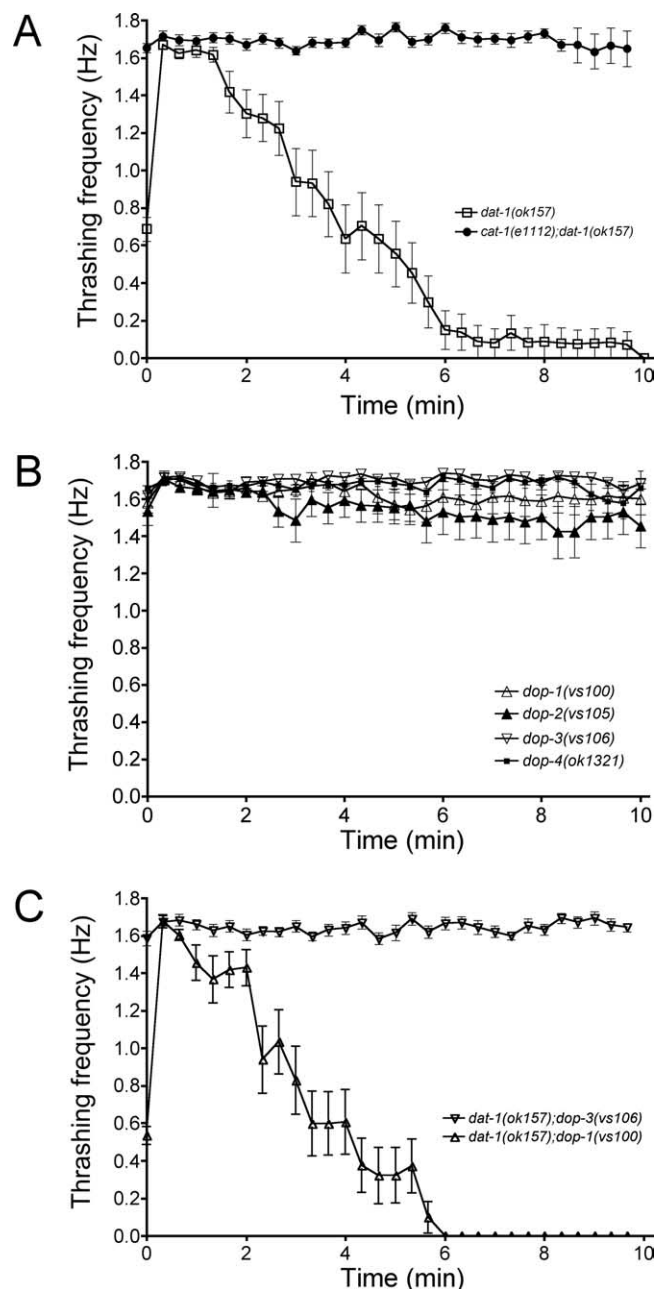 A
Thrashing frequency (Hz)
1.8
1.6
1.4
1.2
1.0
0.8
0.6
0.4
0.2
0.0
dat-1(ok157)
cat-1(e1112);dat-1(ok157)
0 2 4 6 8 10
Time (min)
B
Thrashing frequency (Hz)
1.8
1.6
1.4
1.2
1.0
0.8
0.6
0.4
0.2
0.0
dop-1(vs100)
dop-2(vs105)
dop-3(vs106)
dop-4(ok1321)
0 2 4 6 8 10
Time (min)
C
Thrashing frequency (Hz)
1.8
1.6
1.4
1.2
1.0
0.8
0.6
0.4
0.2
0.0
dat-1(ok157);dop-3(vs106)
dat-1(ok157);dop-1(vs100)
0 2 4 6 8 10
Time (min)